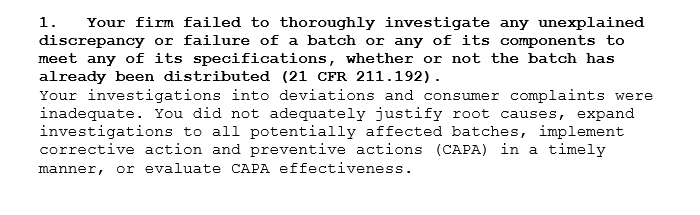 1. Your firm failed to thoroughly investigate any unexplained
discrepancy or failure of a batch or any of its components to
meet any of its specifications, whether or not the batch has
already been distributed (21 CFR 211.192).
Your investigations into deviations and consumer complaints were
inadequate. You did not adequately justify root causes, expand
investigations to all potentially affected batches, implement
corrective action and preventive actions (CAPA) in a timely
manner, or evaluate CAPA effectiveness.